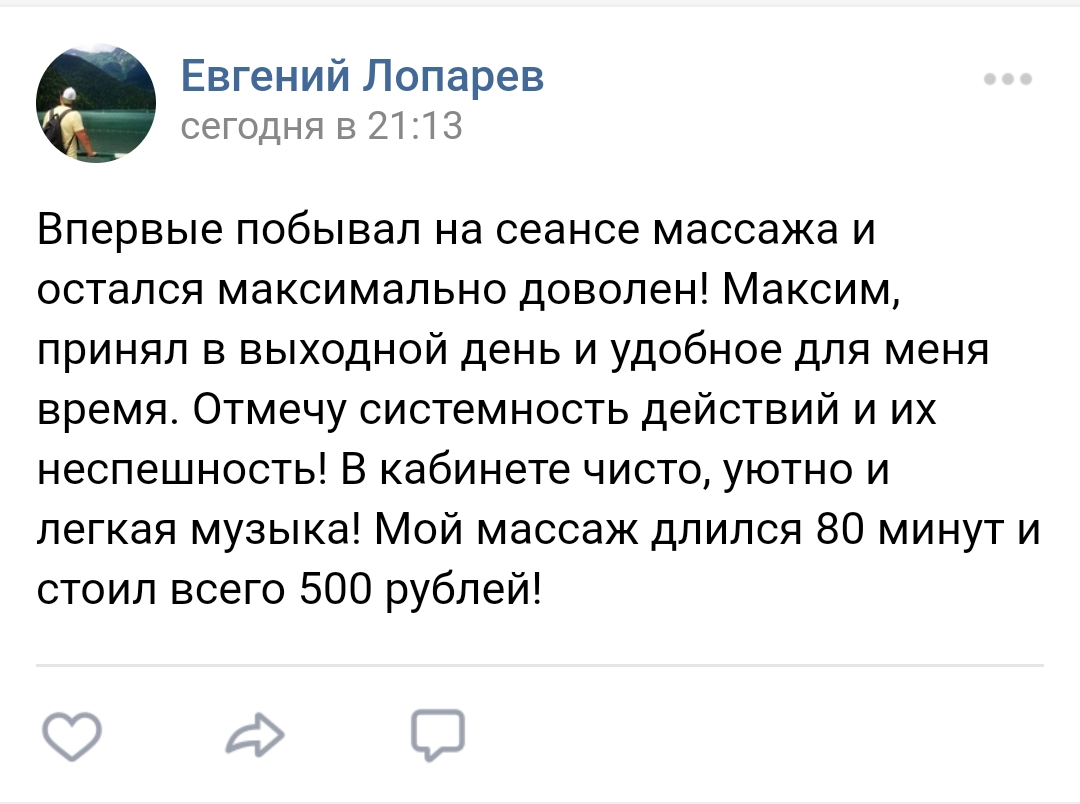 Евгений Лопарев
сегодня в 21:13
Впервые побывал на сеансе массажа и
остался максимально доволен! Максим,
принял в выходной день и удобное для меня
время. Отмечу системность действий и их
неспешность! В кабинете чисто, уютно и
легкая музыка! Мой массаж длился 80 минут и
стоил всего 500 рублей!